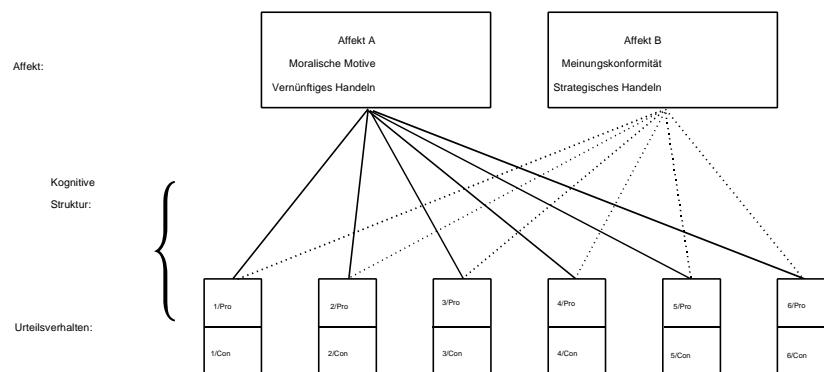 Affekt:
Affekt A
Moralische Motive
Vernünftiges Handeln
Affekt B
Meinungskonformität
Strategisches Handeln
Kognitive
Struktur:
Urteilsverhalten:
1/Pro
2/Pro
3/Pro
4/Pro
5/Pro
6/Pro
1/Con
2/Con
3/Con
4/Con
5/Con
6/Con